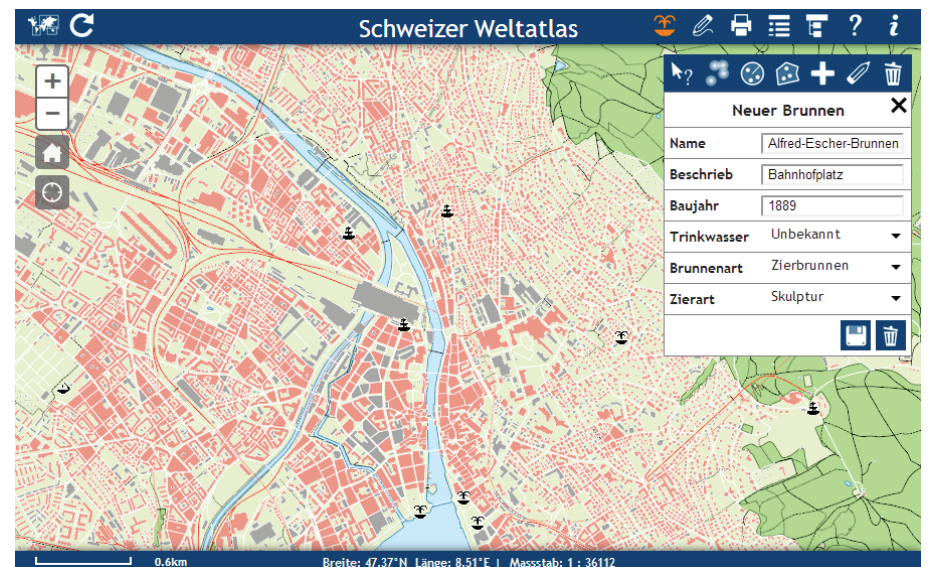 Schweizer Weltatlas
? i
?
Neuer Brunnen
Name Alfred-Escher-Brunnen
Beschrieb Bahnhofplatz
Baujahr 1889
Trinkwasser Unbekannt
Brunnenart Zierbrunnen
Zierart Skulptur
0.6km Breite: 47.37°N Länge: 8.51°E | Massstab: 1 : 36112